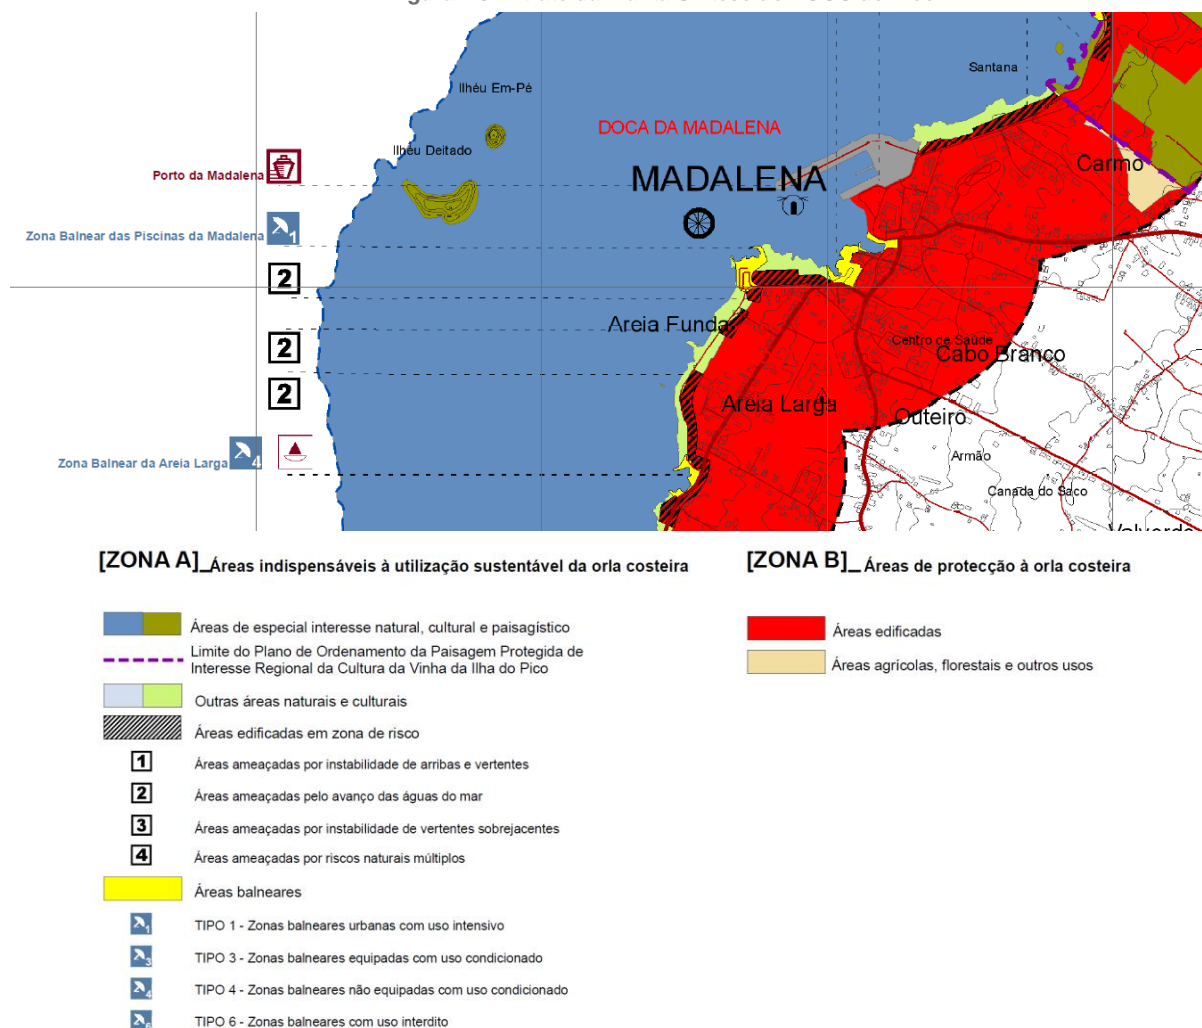 Santana
Ilhéu Em-Pé
DOCA DA MADALENA
Ilhéu Deitado
Carmo
Porto da Madalena
MADALENA
Zona Balnear das Piscinas da Madalena
1
2
Areia Funda
Centro de Saúde
2
Cabo Branco
2
Areia Larga
Outeiro
Armão
Zona Balnear da Areia Larga
4
Canada do Saco
Valverde
[ZONA A]_Áreas indispensáveis à utilização sustentável da orla costeira
Áreas de especial interesse natural, cultural e paisagístico
Limite do Plano de Ordenamento da Paisagem Protegida de
Interesse Regional da Cultura da Vinha da Ilha do Pico
Outras áreas naturais e culturais
Áreas edificadas em zona de risco
1 Áreas ameaçadas por instabilidade de arribas e vertentes
2 Áreas ameaçadas pelo avanço das águas do mar
3 Áreas ameaçadas por instabilidade de vertentes sobrejacentes
4 Áreas ameaçadas por riscos naturais múltiplos
Áreas balneares
1 TIPO 1 - Zonas balneares urbanas com uso intensivo
3 TIPO 3 - Zonas balneares equipadas com uso condicionado
4 TIPO 4 - Zonas balneares não equipadas com uso condicionado
6 TIPO 6 - Zonas balneares com uso interdito
[ZONA B]_ Áreas de protecção à orla costeira
Áreas edificadas
Áreas agrícolas, florestais e outros usos